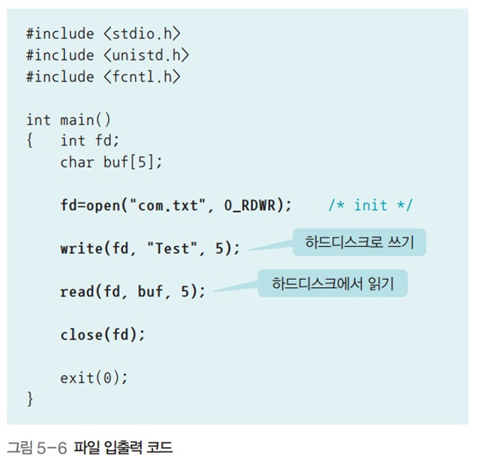 #include <stdio.h>
#include <unistd.h>
#include <fcntl.h>
int main()
{ int fd;
char buf[5];
fd=open("com.txt", O_RDWR); /* init */
write(fd, "Test", 5); 하드디스크로 쓰기
read(fd, buf, 5); 하드디스크에서 읽기
close(fd);
exit(0);
}
그림 5-6 파일 입출력 코드